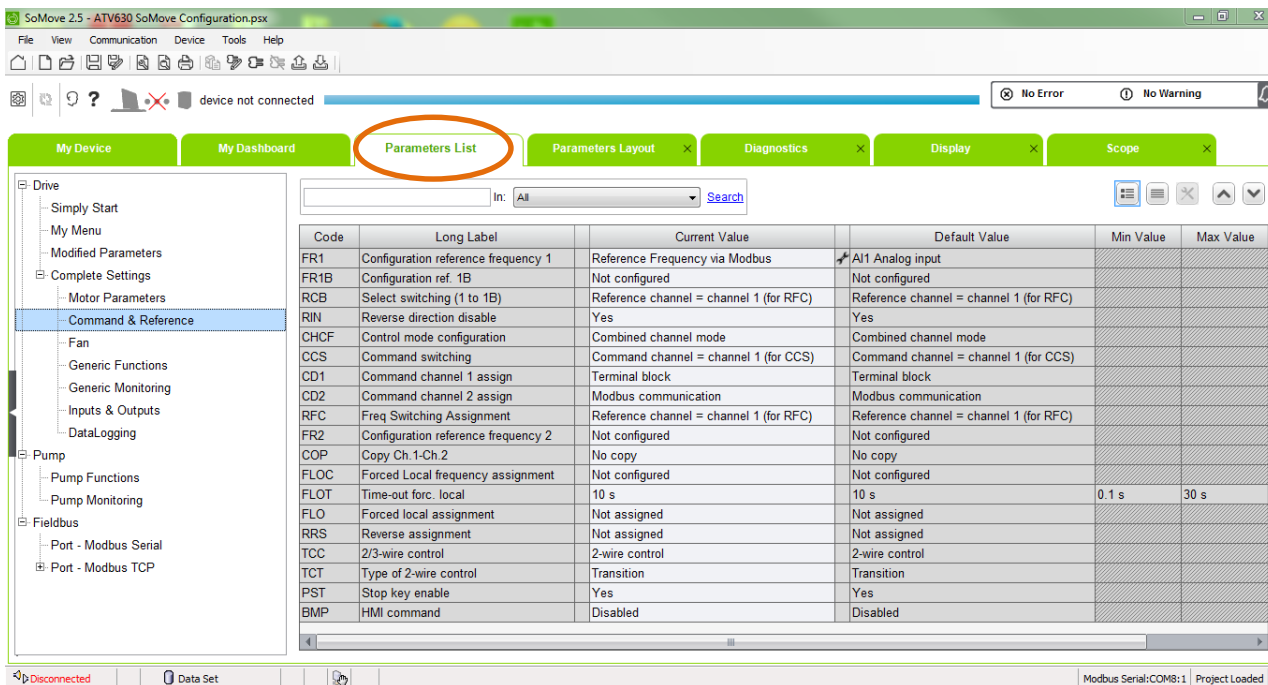 SoMove 2.5 - ATV630 SoMove Configuration.psx
File View Communication Device Tools Help
? device not connected No Error No Warning
My Device My Dashboard Parameters List Parameters Layout Diagnostics Display Scope
Drive
Simply Start
My Menu
Modified Parameters
Complete Settings
Motor Parameters
Command & Reference
Fan
Generic Functions
Generic Monitoring
Inputs & Outputs
DataLogging
Pump
Pump Functions
Pump Monitoring
Fieldbus
Port - Modbus Serial
Port - Modbus TCP
In: All Search
Code Long Label Current Value Default Value Min Value Max Value
FR1 Configuration reference frequency 1 Reference Frequency via Modbus AI1 Analog input
FR1B Configuration ref. 1B Not configured Not configured
RCB Select switching (1 to 1B) Reference channel = channel 1 (for RFC) Reference channel = channel 1 (for RFC)
RIN Reverse direction disable Yes Yes
CHCF Control mode configuration Combined channel mode Combined channel mode
CCS Command switching Command channel = channel 1 (for CCS) Command channel = channel 1 (for CCS)
CD1 Command channel 1 assign Terminal block Terminal block
CD2 Command channel 2 assign Modbus communication Modbus communication
RFC Freq Switching Assignment Reference channel = channel 1 (for RFC) Reference channel = channel 1 (for RFC)
FR2 Configuration reference frequency 2 Not configured Not configured
COP Copy Ch.1-Ch.2 No copy No copy
FLOC Forced Local frequency assignment Not configured Not configured
FLOT Time-out forc. local 10 s 10 s 0.1 s 30 s
FLO Forced local assignment Not assigned Not assigned
RRS Reverse assignment Not assigned Not assigned
TCC 2/3-wire control 2-wire control 2-wire control
TCT Type of 2-wire control Transition Transition
PST Stop key enable Yes Yes
BMP HMI command Disabled Disabled
Disconnected Data Set Modbus Serial:COM8:1 Project Loaded